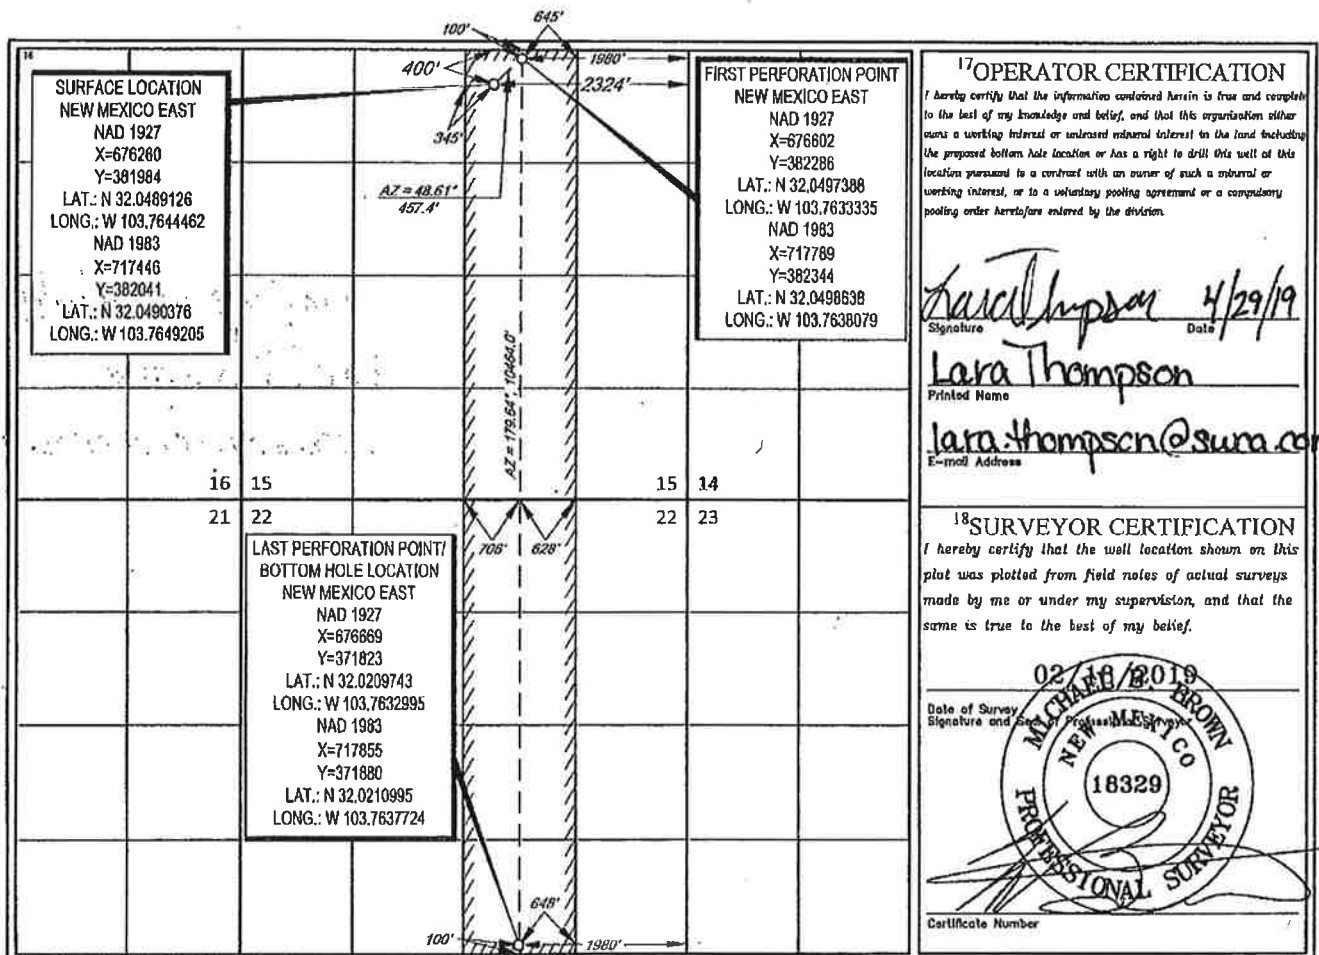 100'
645'
16
400'
1980'
2324'
345'
AZ = 48.61°
457.4'
SURFACE LOCATION
NEW MEXICO EAST
NAD 1927
X=676260
Y=381984
LAT.: N 32.0489126
LONG.: W 103.7644462
NAD 1983
X=717446
Y=382041
LAT.: N 32.0490376
LONG.: W 103.7649205
FIRST PERFORATION POINT
NEW MEXICO EAST
NAD 1927
X=676602
Y=382286
LAT.: N 32.0497388
LONG.: W 103.7633335
NAD 1983
X=717789
Y=382344
LAT.: N 32.0498638
LONG.: W 103.7638079
AZ = 179.64°, 10464.0'
16 15
15 14
21 22
22 23
706'
628'
LAST PERFORATION POINT/
BOTTOM HOLE LOCATION
NEW MEXICO EAST
NAD 1927
X=676669
Y=371823
LAT.: N 32.0209743
LONG.: W 103.7632995
NAD 1983
X=717855
Y=371880
LAT.: N 32.0210995
LONG.: W 103.7637724
648'
100'
1980'
17 OPERATOR CERTIFICATION
I hereby certify that the information contained herein is true and complete
to the best of my knowledge and belief, and that this organization either
owns a working interest or unleased mineral interest in the land including
the proposed bottom hole location or has a right to drill this well at this
location pursuant to a contract with an owner of such a mineral or
working interest, or to a voluntary pooling agreement or a compulsory
pooling order heretofore entered by the division.
Lara Thompson 4/29/19
Signature Date
Lara Thompson
Printed Name
lara.thompson@swca.com
E-mail Address
18 SURVEYOR CERTIFICATION
I hereby certify that the well location shown on this
plat was plotted from field notes of actual surveys
made by me or under my supervision, and that the
same is true to the best of my belief.
02/ /2019
Date of Survey
Signature and Seal of Professional Surveyor
MICHAEL B. BROWN
NEW MEXICO
18329
PROFESSIONAL SURVEYOR
Certificate Number